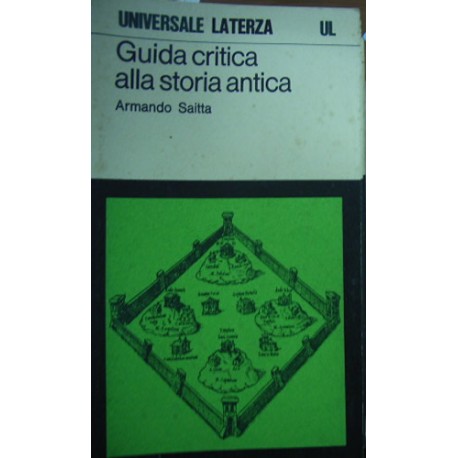 UNIVERSALE LATERZA UL
Guida critica
alla storia antica
Armando Saitta